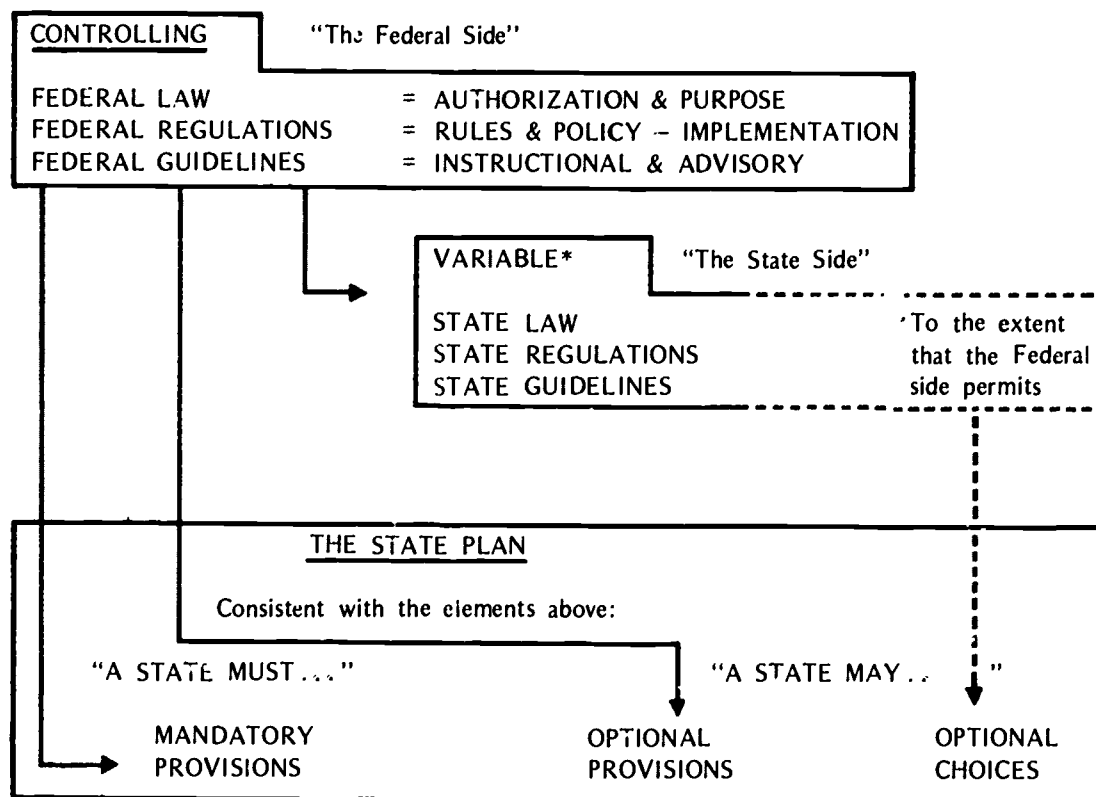 CONTROLLING "The Federal Side"
FEDERAL LAW = AUTHORIZATION & PURPOSE
FEDERAL REGULATIONS = RULES & POLICY – IMPLEMENTATION
FEDERAL GUIDELINES = INSTRUCTIONAL & ADVISORY
VARIABLE* "The State Side"
STATE LAW
STATE REGULATIONS
STATE GUIDELINES
To the extent
that the Federal
side permits
THE STATE PLAN
Consistent with the elements above:
"A STATE MUST..." "A STATE MAY.. "
MANDATORY
PROVISIONS
OPTIONAL
PROVISIONS
OPTIONAL
CHOICES